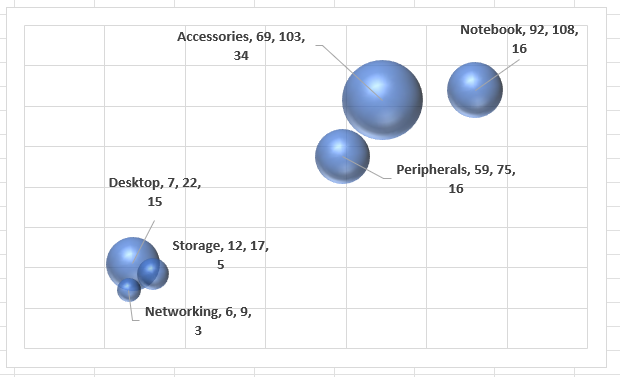 Notebook, 92, 108,
16
Accessories, 69, 103,
34
Peripherals, 59, 75,
16
Desktop, 7, 22,
15
Storage, 12, 17,
5
Networking, 6, 9,
3